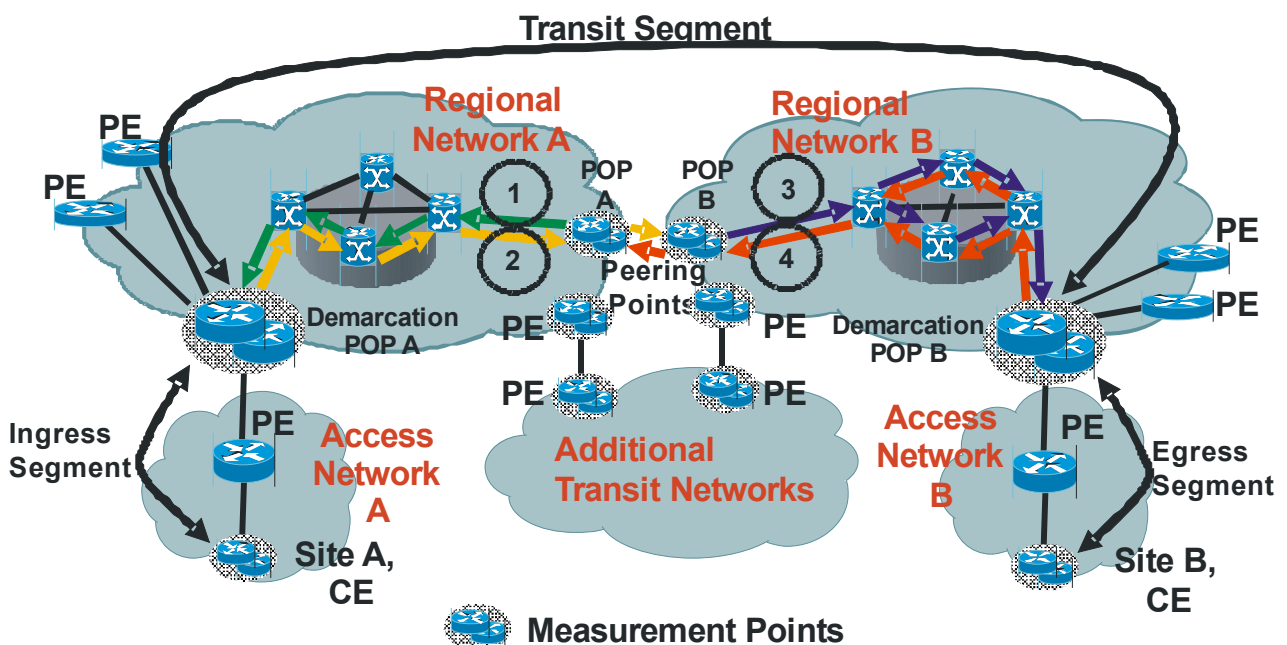 Transit Segment
Regional
Network A
Regional
Network B
PE
PE
1
2
POP
A
POP
B
3
4
Peering
Points
PE
PE
Demarcation
POP A
PE
PE
Demarcation
POP B
PE
PE
Ingress
Segment
PE
Access
Network
A
Additional
Transit Networks
Access
Network
B
PE
Egress
Segment
Site A,
CE
Site B,
CE
Measurement Points